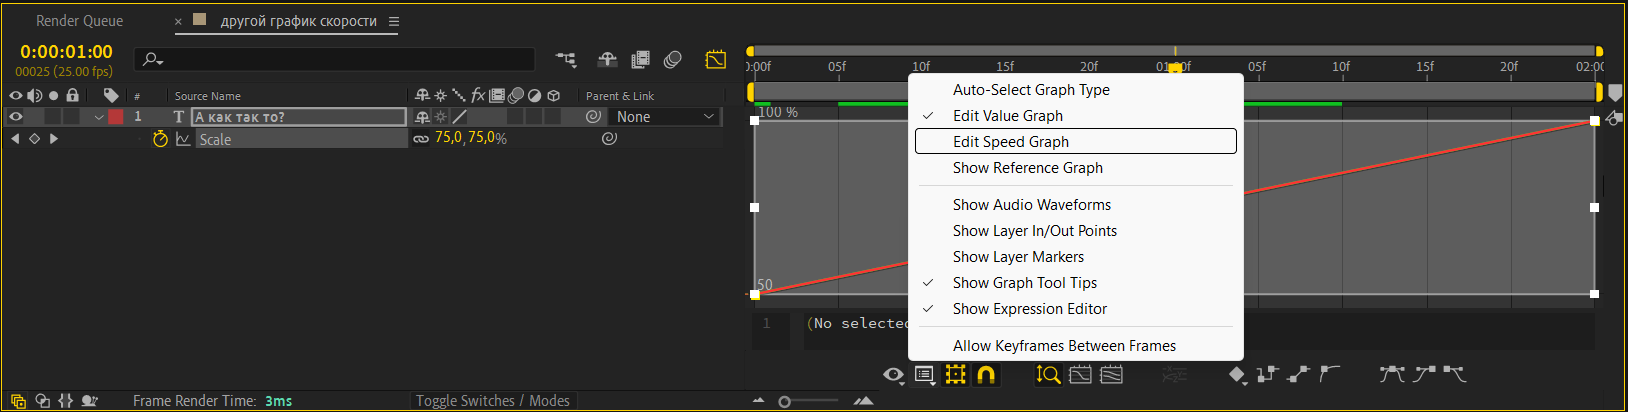 Render Queue
× другой график скорости
0:00:01:00
00025 (25.00 fps)
:00f 05f 10f 15f 20f 01:00f 05f 10f 15f 20f 02:00
# Source Name Parent & Link
1 T А как так то? None
Scale 75,0, 75,0%
100 %
50
Auto-Select Graph Type
Edit Value Graph
Edit Speed Graph
Show Reference Graph
Show Audio Waveforms
Show Layer In/Out Points
Show Layer Markers
Show Graph Tool Tips
Show Expression Editor
Allow Keyframes Between Frames
1 (No selected
Frame Render Time: 3ms
Toggle Switches / Modes